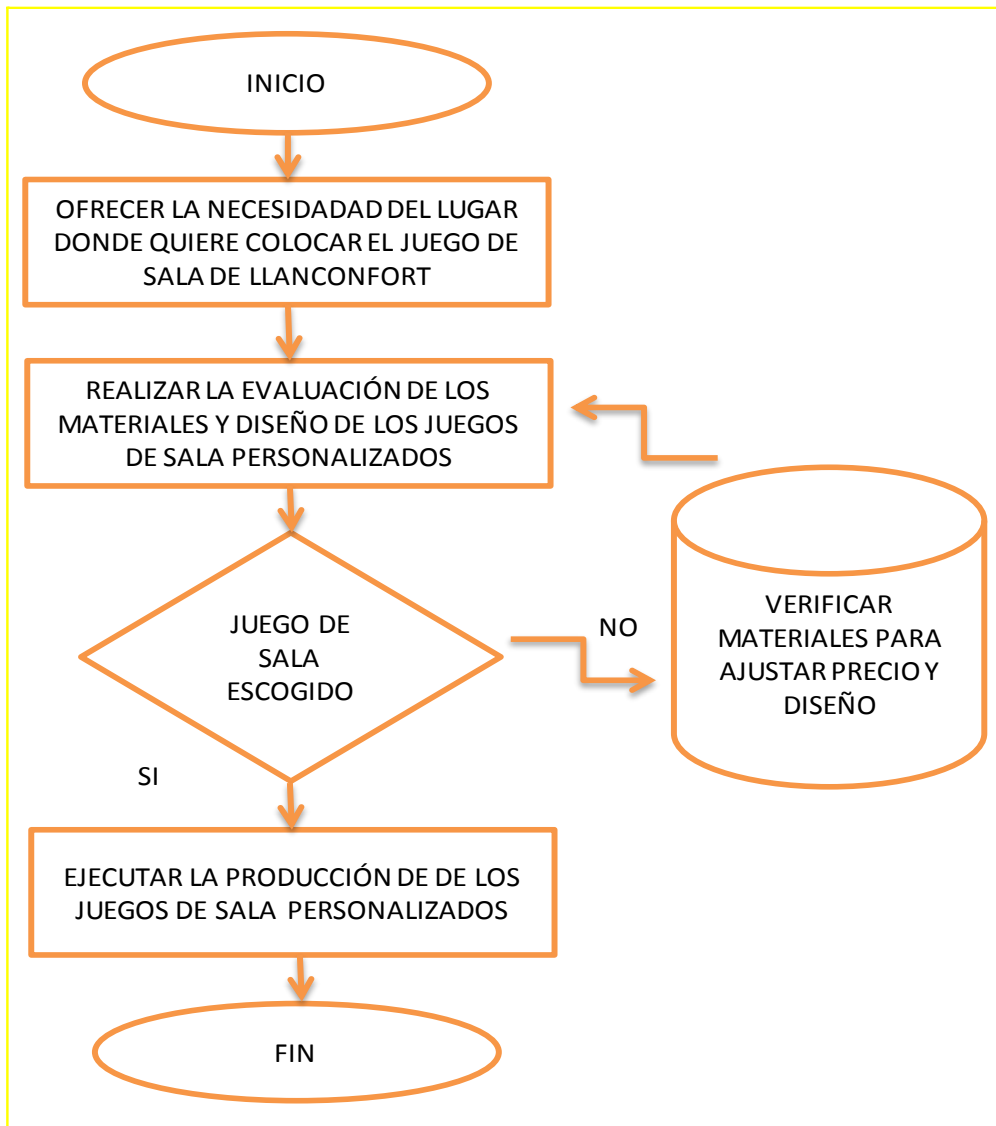 INICIO
OFRECER LA NECESIDADAD DEL LUGAR
DONDE QUIERE COLOCAR EL JUEGO DE
SALA DE LLANCONFORT
REALIZAR LA EVALUACIÓN DE LOS
MATERIALES Y DISEÑO DE LOS JUEGOS
DE SALA PERSONALIZADOS
JUEGO DE
SALA
ESCOGIDO
NO
VERIFICAR
MATERIALES PARA
AJUSTAR PRECIO Y
DISEÑO
SI
EJECUTAR LA PRODUCCIÓN DE DE LOS
JUEGOS DE SALA PERSONALIZADOS
FIN